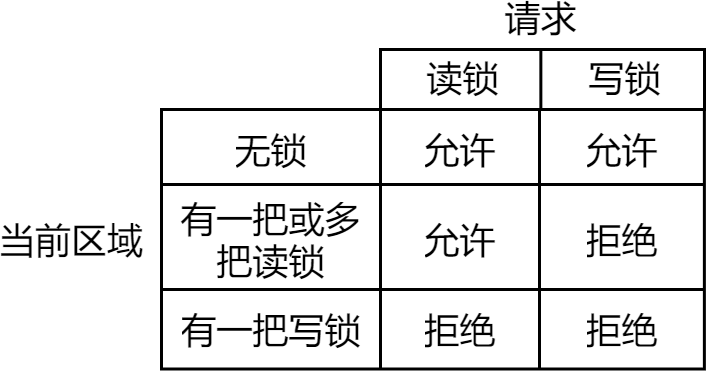 请求
读锁 写锁
无锁 允许 允许
当前区域
有一把或多
把读锁
允许 拒绝
有一把写锁 拒绝 拒绝